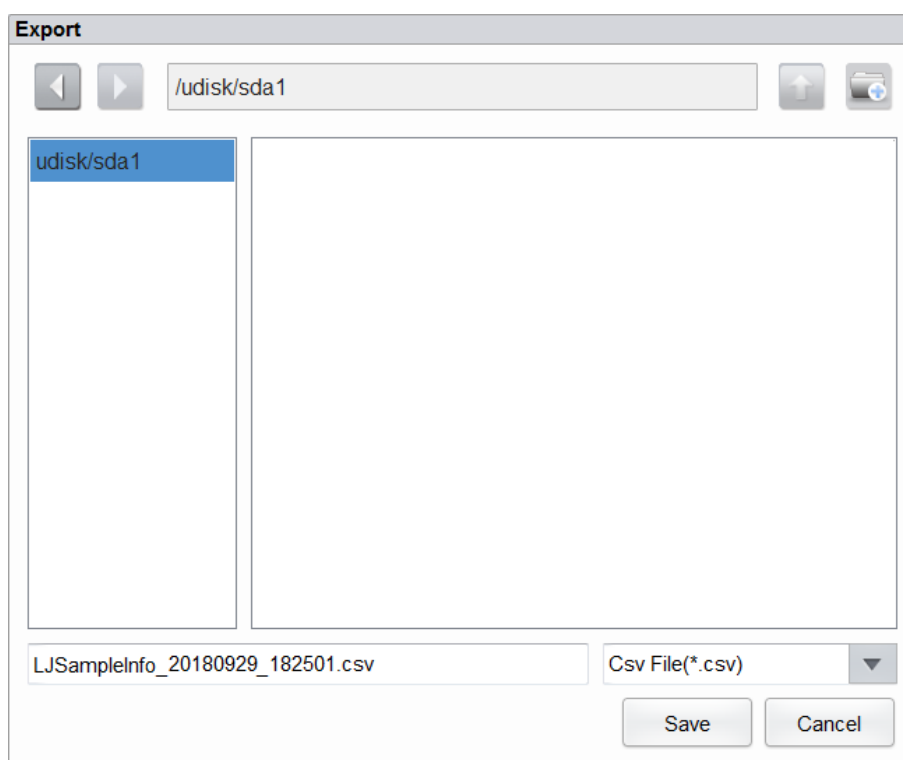 Export
/udisk/sda1
udisk/sda1
LJSampleInfo_20180929_182501.csv
Csv File(*.csv)
Save
Cancel